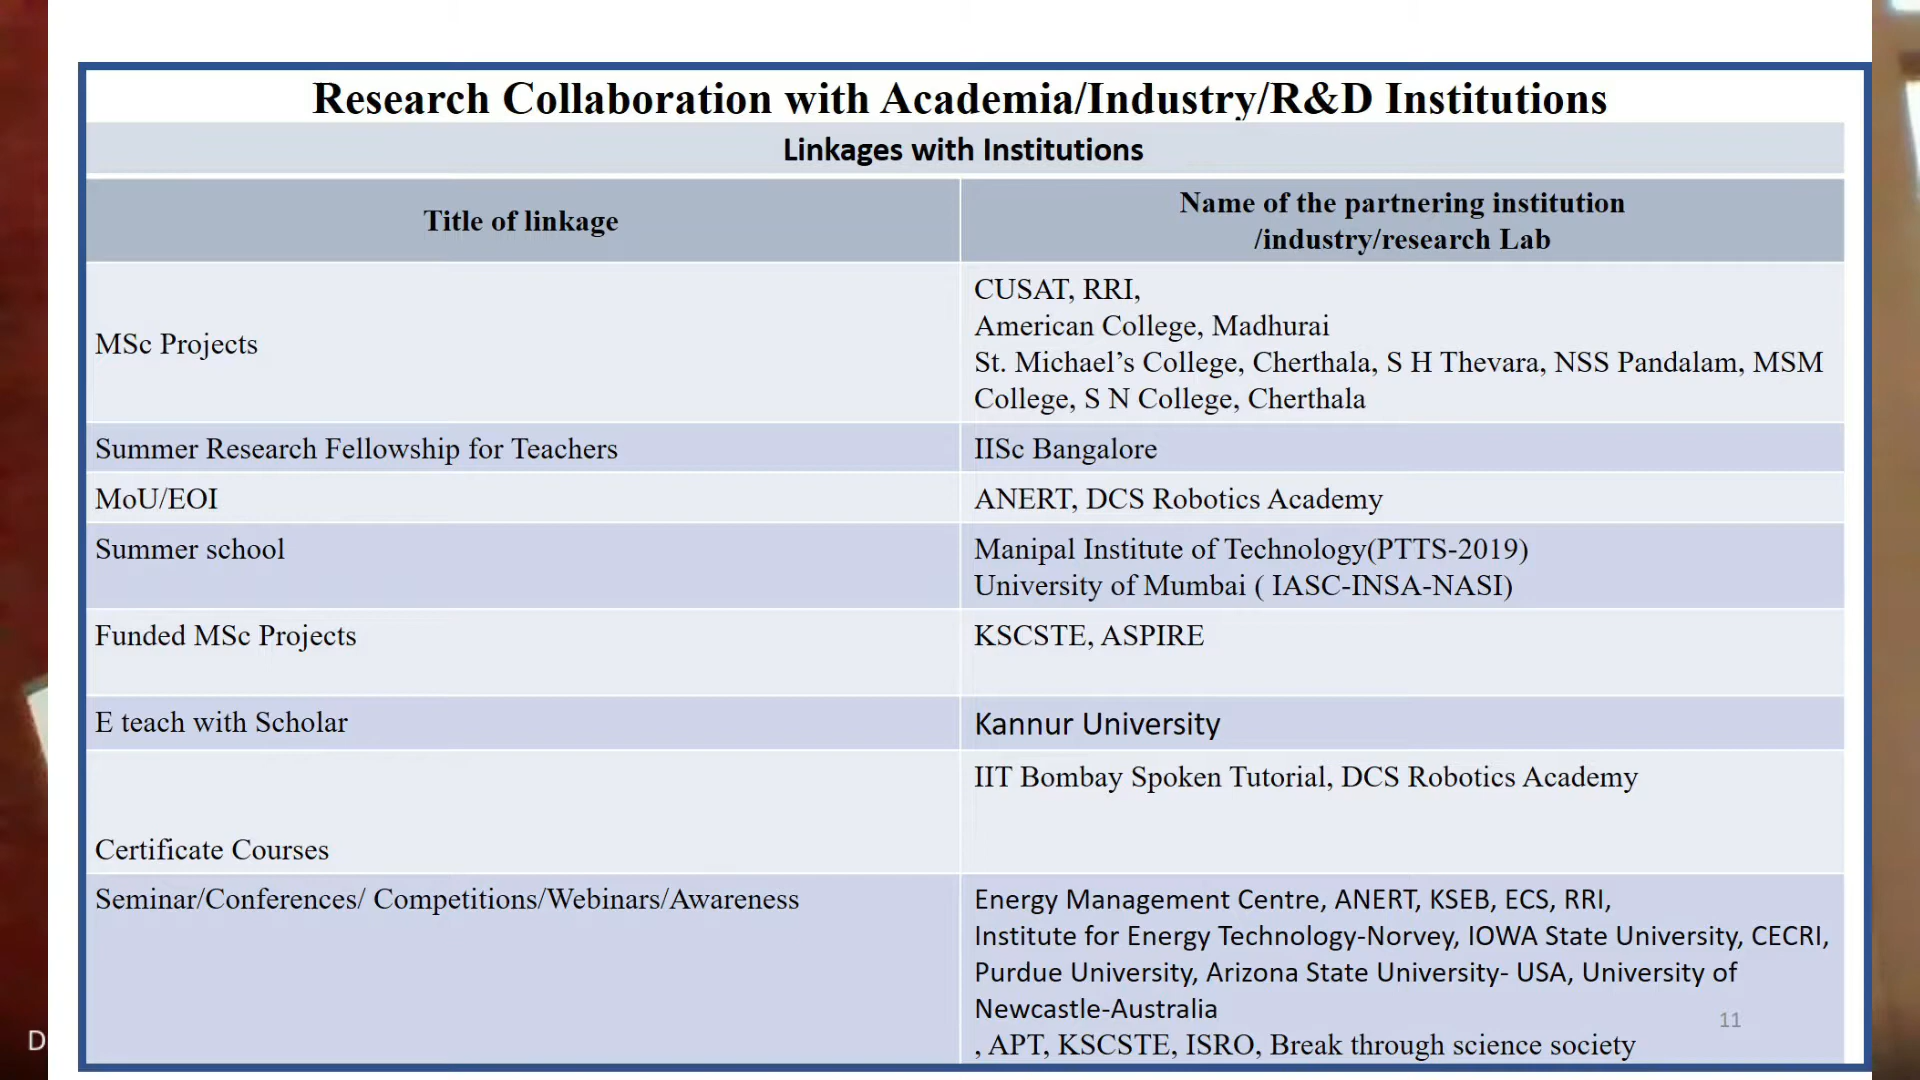 Research Collaboration with Academia/Industry/R&D Institutions
Linkages with Institutions
Title of linkage
Name of the partnering institution
/industry/research Lab
MSc Projects
CUSAT, RRI,
American College, Madhurai
St. Michael’s College, Cherthala, S H Thevara, NSS Pandalam, MSM
College, S N College, Cherthala
Summer Research Fellowship for Teachers
IISc Bangalore
MoU/EOI
ANERT, DCS Robotics Academy
Summer school
Manipal Institute of Technology(PTTS-2019)
University of Mumbai ( IASC-INSA-NASI)
Funded MSc Projects
KSCSTE, ASPIRE
E teach with Scholar
Kannur University
Certificate Courses
IIT Bombay Spoken Tutorial, DCS Robotics Academy
Seminar/Conferences/ Competitions/Webinars/Awareness
Energy Management Centre, ANERT, KSEB, ECS, RRI,
Institute for Energy Technology-Norvey, IOWA State University, CECRI,
Purdue University, Arizona State University- USA, University of
Newcastle-Australia
, APT, KSCSTE, ISRO, Break through science society
11
D